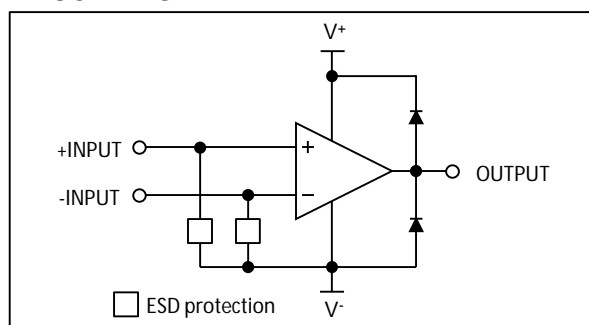 V+
+INPUT
+
-INPUT
−
OUTPUT
ESD protection
V-